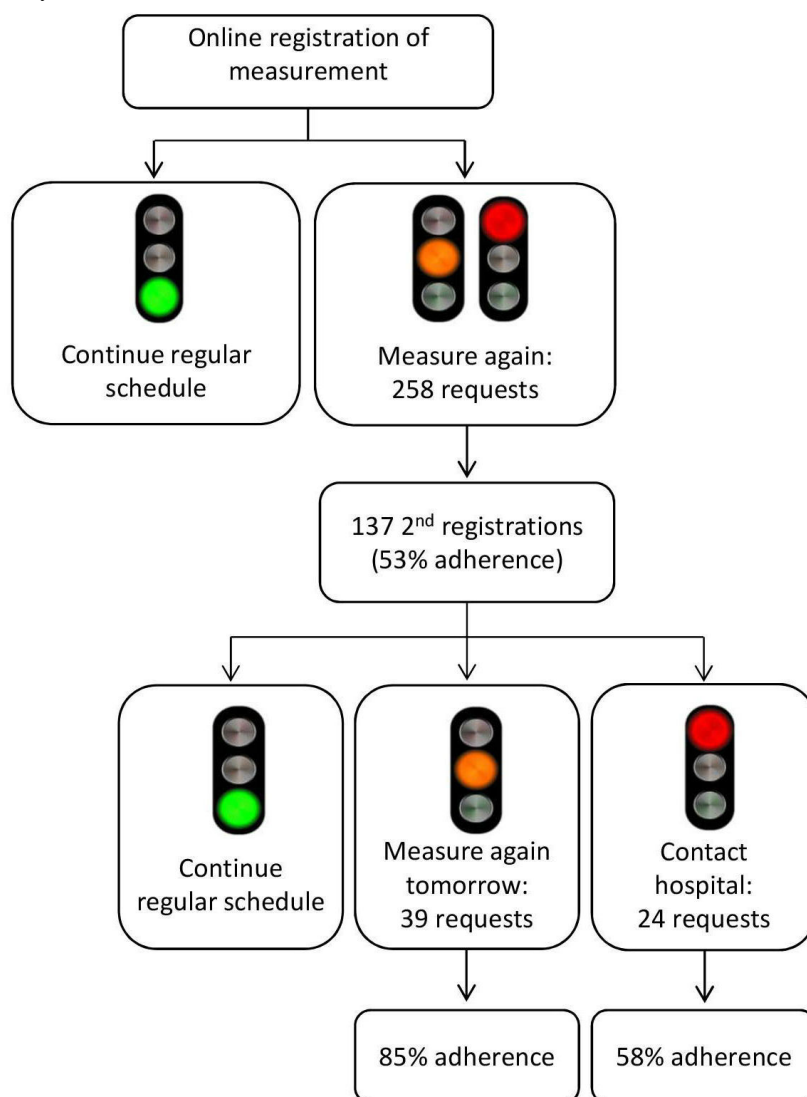 Online registration of
measurement
Continue regular
schedule
Measure again:
258 requests
137 2nd registrations
(53% adherence)
Continue
regular schedule
Measure again
tomorrow:
39 requests
Contact
hospital:
24 requests
85% adherence
58% adherence